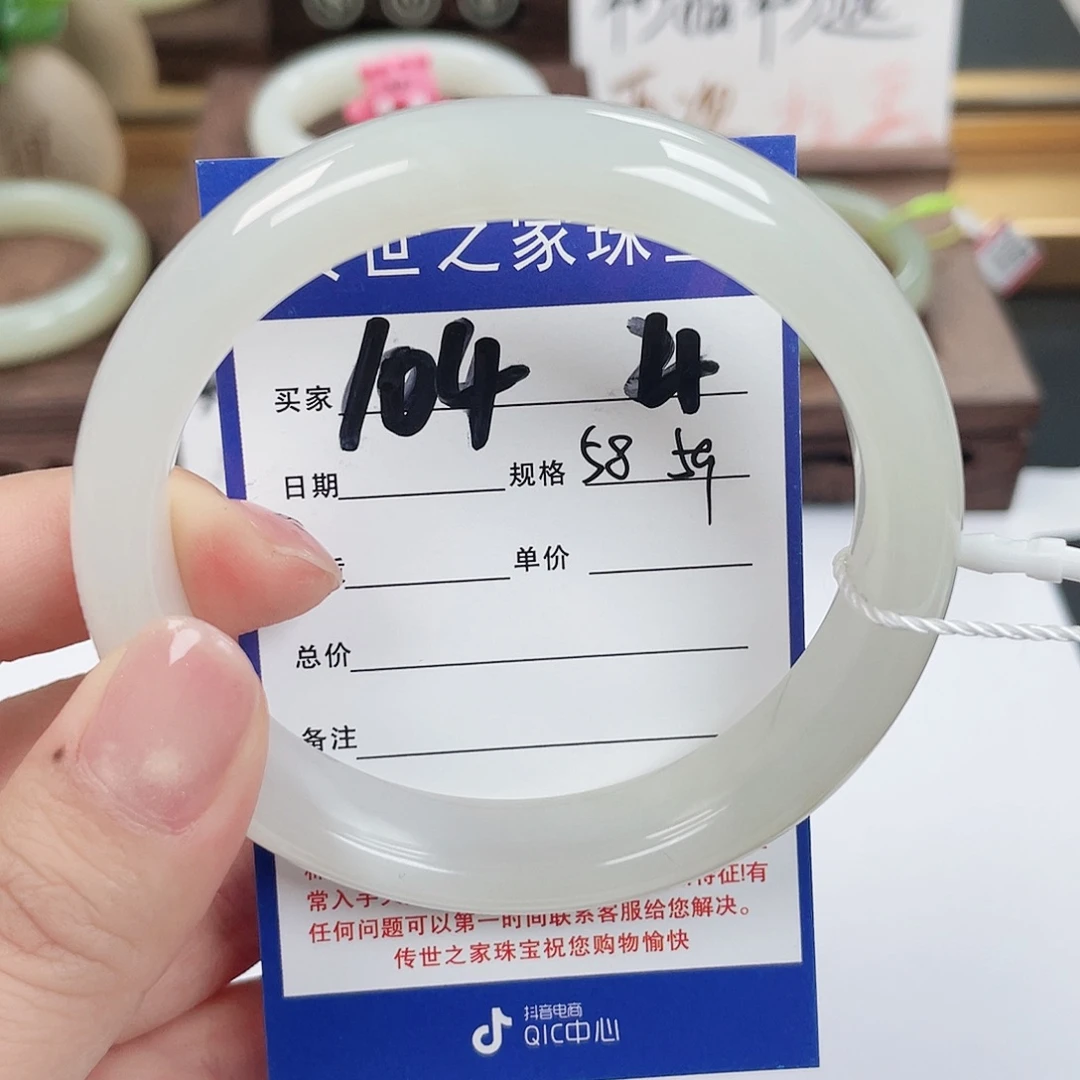 世之家珠
买家 104 4
日期 规格 58 59
单价
总价
备注
得征!有
常入手
任何问题可以第一时间联系客服给您解决。
传世之家珠宝祝您购物愉快
抖音电商
QIC中心